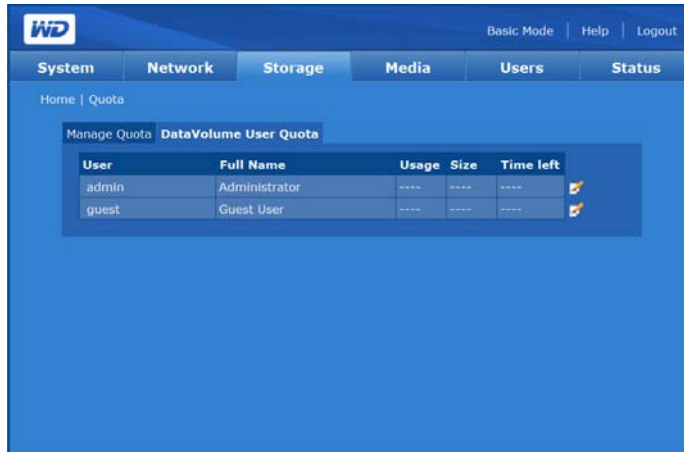 WD
Basic Mode | Help | Logout
System Network Storage Media Users Status
Home | Quota
Manage Quota DataVolume User Quota
User Full Name Usage Size Time left
admin Administrator ---- ---- ----
guest Guest User ---- ---- ----